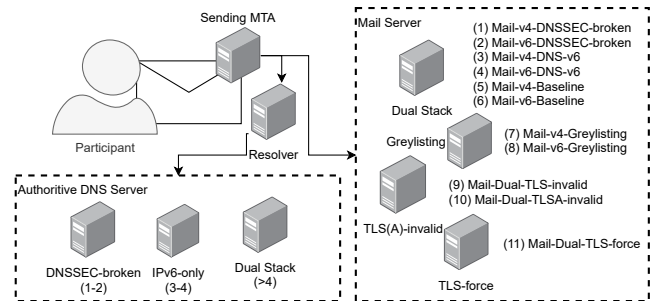 Sending MTA
Participant
Resolver
Authoritive DNS Server
DNSSEC-broken
(1-2)
IPv6-only
(3-4)
Dual Stack
(>4)
Mail Server
Dual Stack
(1) Mail-v4-DNSSEC-broken
(2) Mail-v6-DNSSEC-broken
(3) Mail-v4-DNS-v6
(4) Mail-v6-DNS-v6
(5) Mail-v4-Baseline
(6) Mail-v6-Baseline
Greylisting
(7) Mail-v4-Greylisting
(8) Mail-v6-Greylisting
TLS(A)-invalid
(9) Mail-Dual-TLS-invalid
(10) Mail-Dual-TLSA-invalid
TLS-force
(11) Mail-Dual-TLS-force